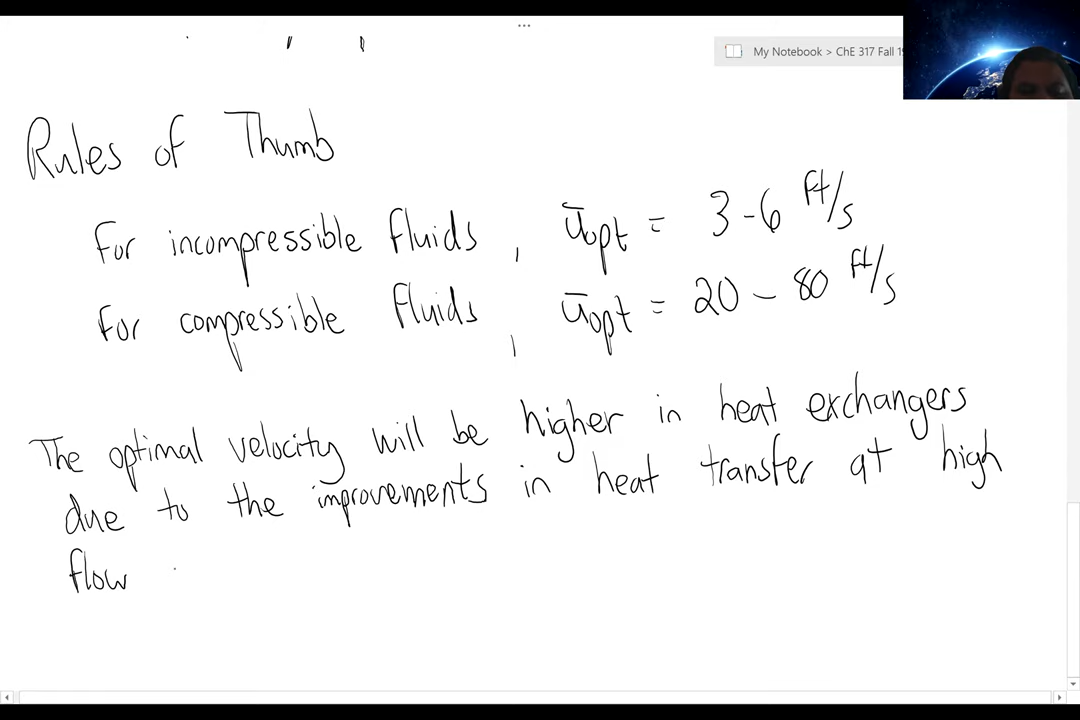 My Notebook > ChE 317 Fall
Rules of Thumb
For incompressible fluids, ūopt = 3-6 ft/s
For compressible fluids, ūopt = 20 - 80 ft/s
The optimal velocity will be higher in heat exchangers
due to the improvements in heat transfer at high
flow